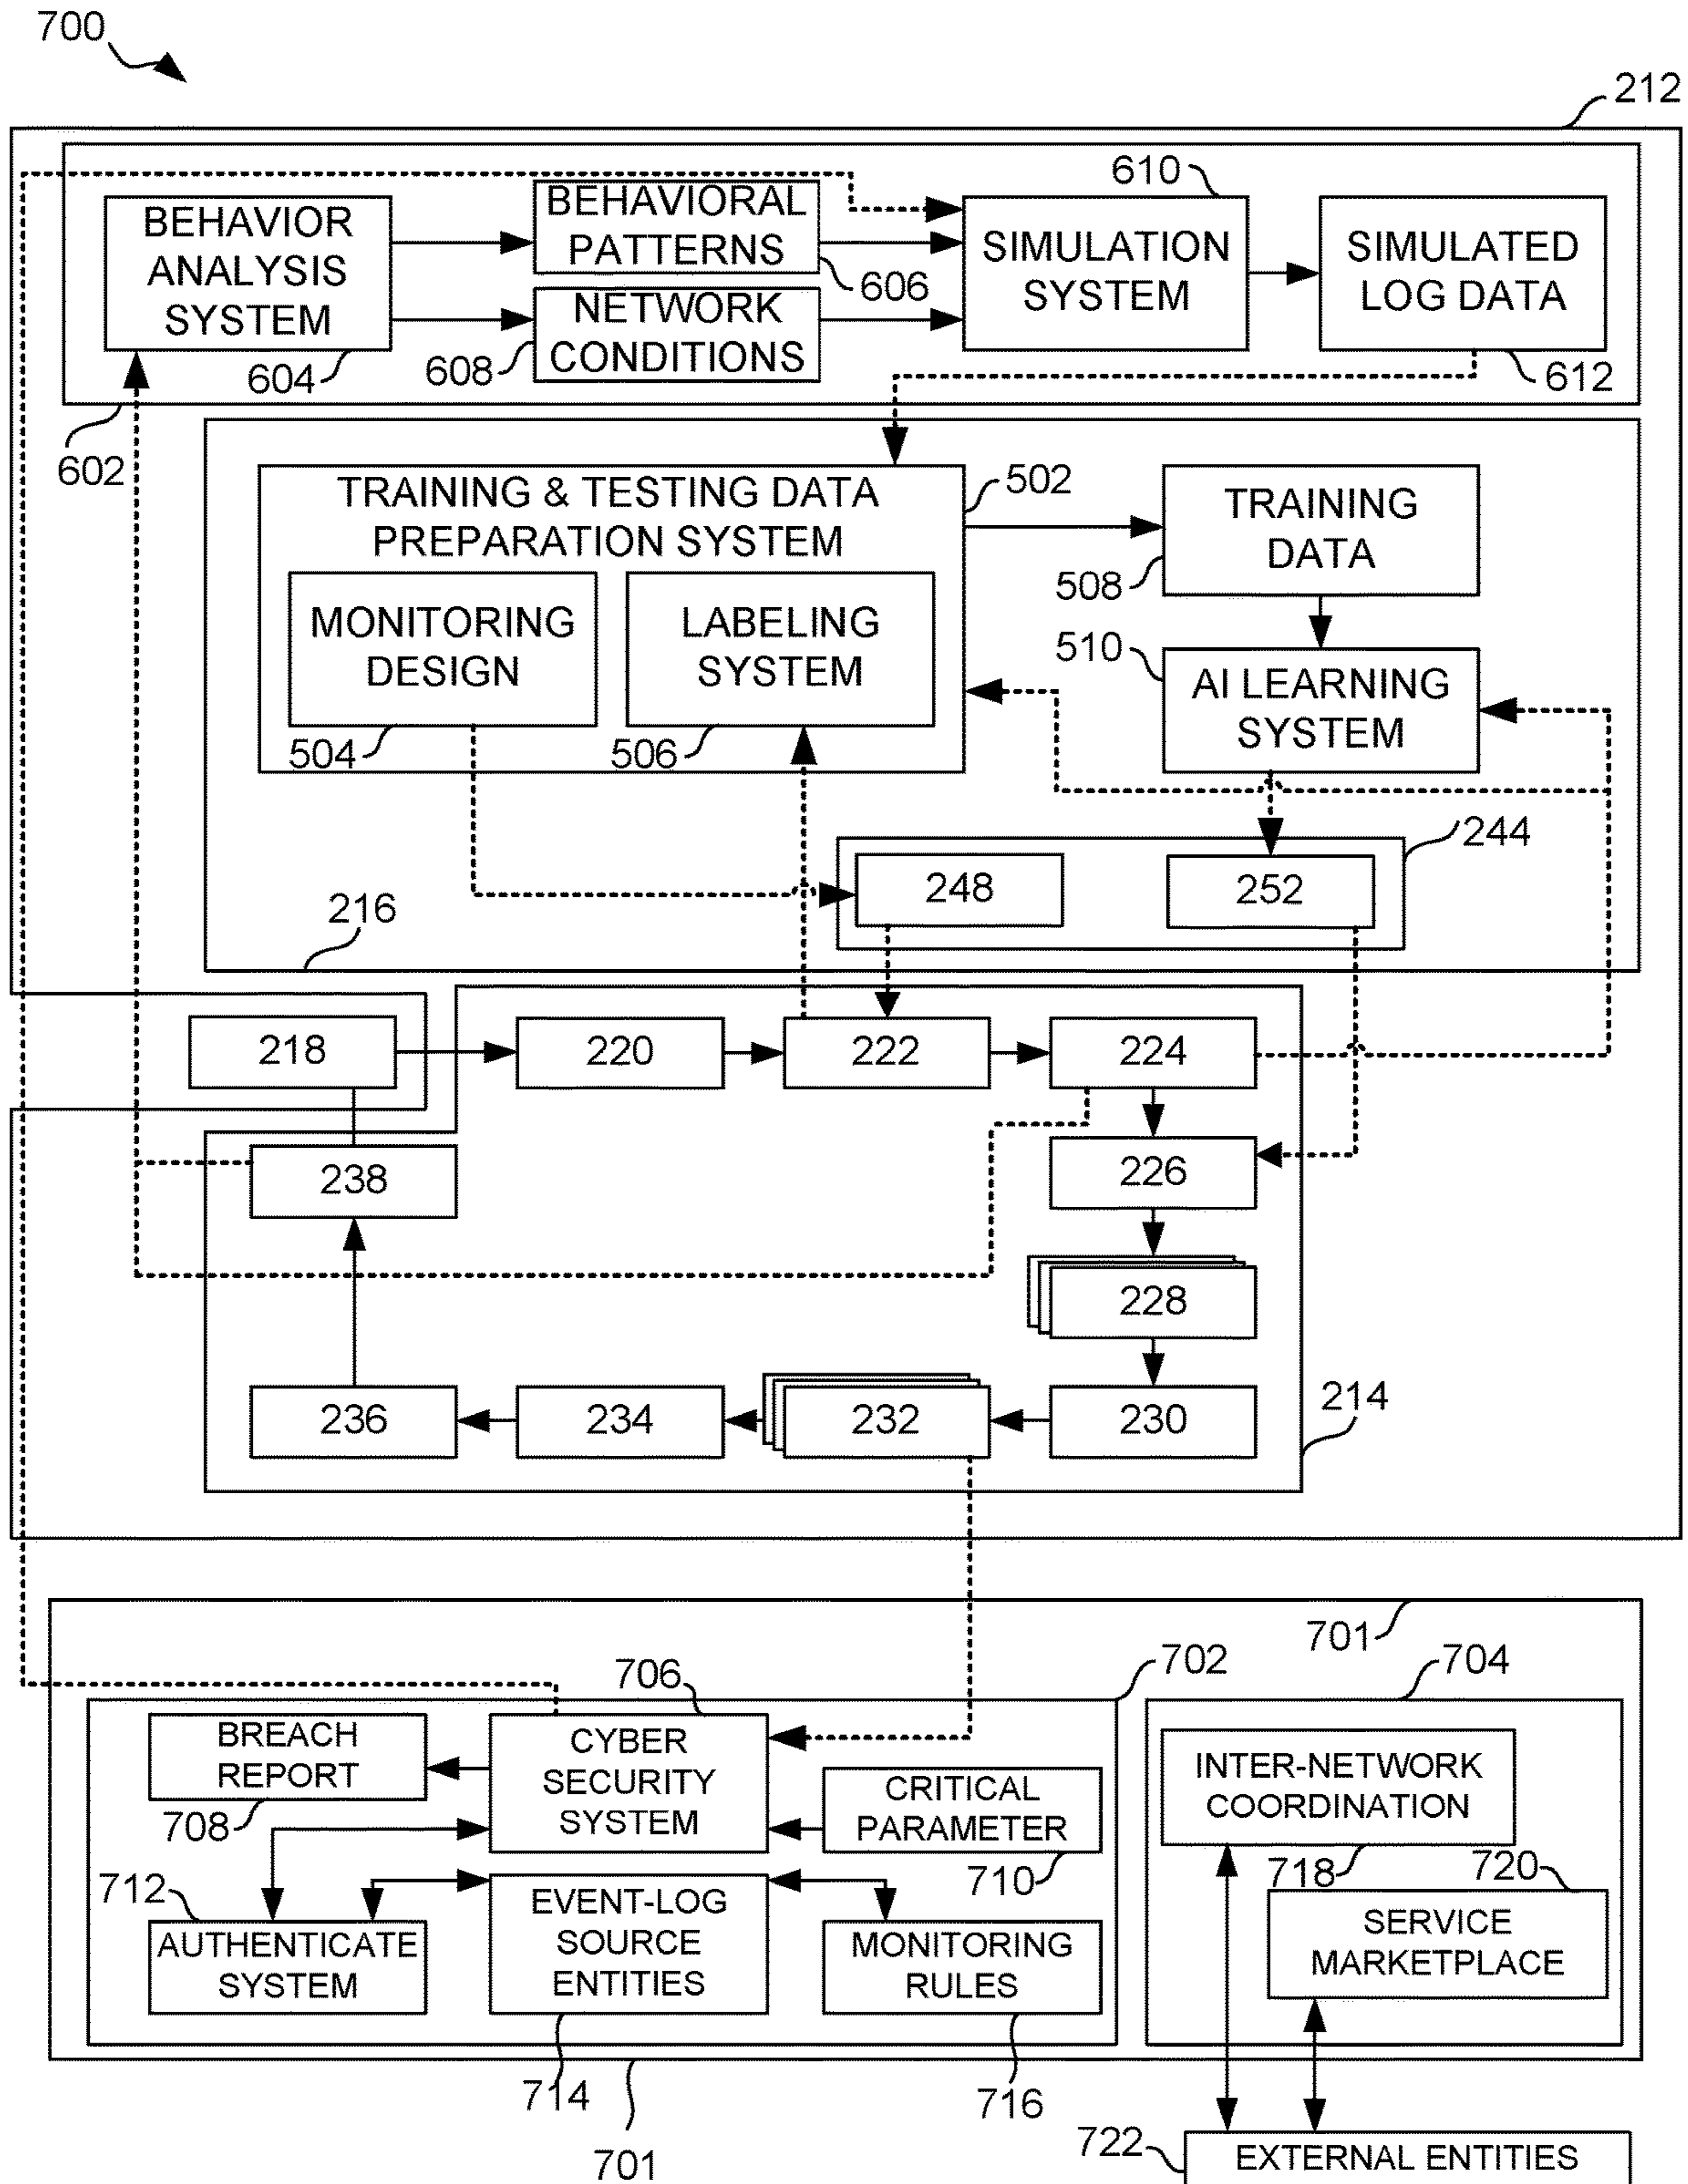 700
212
610
BEHAVIOR
ANALYSIS
SYSTEM
BEHAVIORAL
PATTERNS
SIMULATION
SYSTEM
SIMULATED
LOG DATA
606
NETWORK
CONDITIONS
604
608
612
602
TRAINING & TESTING DATA
PREPARATION SYSTEM
502
TRAINING
DATA
508
MONITORING
DESIGN
LABELING
SYSTEM
510
AI LEARNING
SYSTEM
504
506
244
248
252
216
218
220
222
224
238
226
228
236
234
232
230
214
701
706
702
704
BREACH
REPORT
CYBER
SECURITY
SYSTEM
INTER-NETWORK
COORDINATION
CRITICAL
PARAMETER
708
710
718
720
712
AUTHENTICATE
SYSTEM
EVENT-LOG
SOURCE
ENTITIES
MONITORING
RULES
SERVICE
MARKETPLACE
714
716
701
722
EXTERNAL ENTITIES